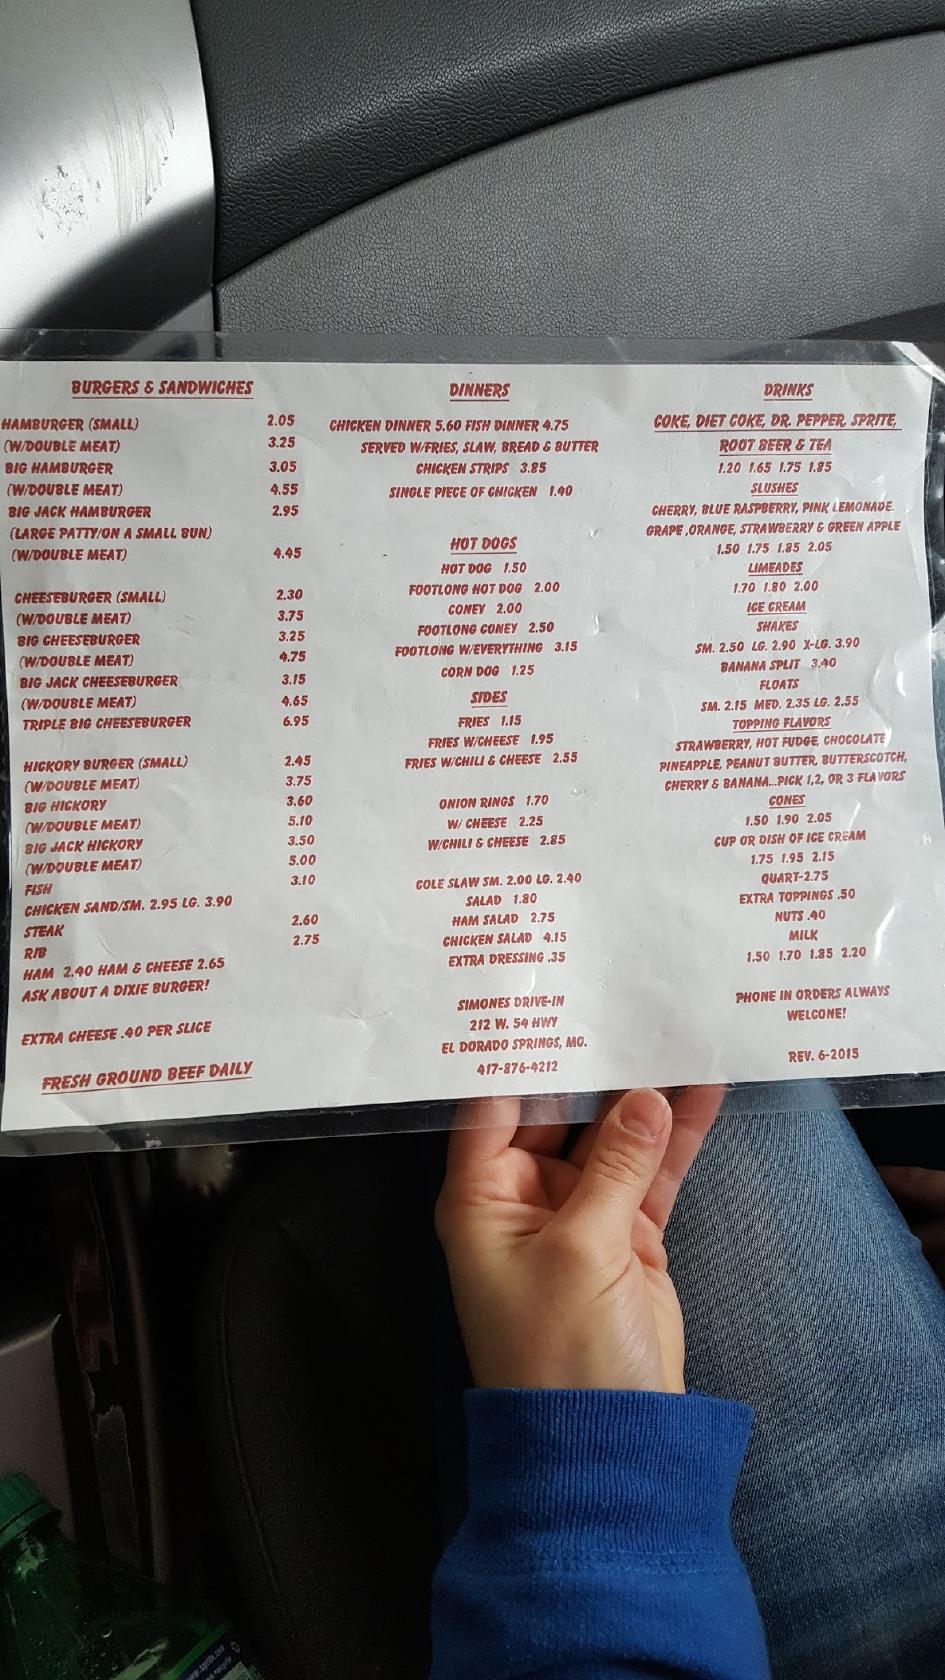 BURGERS & SANDWICHES
HAMBURGER (SMALL) 2.05
(W/DOUBLE MEAT) 3.25
BIG HAMBURGER 3.05
(W/DOUBLE MEAT) 4.55
BIG JACK HAMBURGER 2.95
(LARGE PATTY/ON A SMALL BUN)
(W/DOUBLE MEAT) 4.45
CHEESEBURGER (SMALL) 2.30
(W/DOUBLE MEAT) 3.75
BIG CHEESEBURGER 3.25
(W/DOUBLE MEAT) 4.75
BIG JACK CHEESEBURGER 3.15
(W/DOUBLE MEAT) 4.65
TRIPLE BIG CHEESEBURGER 6.95
HICKORY BURGER (SMALL) 2.45
(W/DOUBLE MEAT) 3.75
BIG HICKORY 3.60
(W/DOUBLE MEAT) 5.10
BIG JACK HICKORY 3.50
(W/DOUBLE MEAT) 5.00
FISH 3.10
CHICKEN SAND/SM. 2.95 LG. 3.90
STEAK 2.60
RIB 2.75
HAM 2.40 HAM & CHEESE 2.65
ASK ABOUT A DIXIE BURGER!
EXTRA CHEESE .40 PER SLICE
FRESH GROUND BEEF DAILY
DINNERS
CHICKEN DINNER 5.60 FISH DINNER 4.75
SERVED W/FRIES, SLAW, BREAD & BUTTER
CHICKEN STRIPS 3.85
SINGLE PIECE OF CHICKEN 1.40
HOT DOGS
HOT DOG 1.50
FOOTLONG HOT DOG 2.00
CONEY 2.00
FOOTLONG CONEY 2.50
FOOTLONG W/EVERYTHING 3.15
CORN DOG 1.25
SIDES
FRIES 1.15
FRIES W/CHEESE 1.95
FRIES W/CHILI & CHEESE 2.55
ONION RINGS 1.70
W/ CHEESE 2.25
W/CHILI & CHEESE 2.85
COLE SLAW SM. 2.00 LG. 2.40
SALAD 1.80
HAM SALAD 2.75
CHICKEN SALAD 4.15
EXTRA DRESSING .35
SIMONES DRIVE-IN
212 W. 54 HWY
EL DORADO SPRINGS, MO.
417-876-4212
DRINKS
COKE, DIET COKE, DR. PEPPER, SPRITE,
ROOT BEER & TEA
1.20 1.65 1.75 1.85
SLUSHES
CHERRY, BLUE RASPBERRY, PINK LEMONADE.
GRAPE ,ORANGE, STRAWBERRY & GREEN APPLE
1.50 1.75 1.85 2.05
LIMEADES
1.70 1.80 2.00
ICE CREAM
SHAKES
SM. 2.50 LG. 2.90 X-LG. 3.90
BANANA SPLIT 3.40
FLOATS
SM. 2.15 MED. 2.35 LG. 2.55
TOPPING FLAVORS
STRAWBERRY, HOT FUDGE, CHOCOLATE
PINEAPPLE, PEANUT BUTTER, BUTTERSCOTCH,
CHERRY & BANANA...PICK 1,2, OR 3 FLAVORS
CONES
1.50 1.90 2.05
CUP OR DISH OF ICE CREAM
1.75 1.95 2.15
QUART-2.75
EXTRA TOPPINGS .50
NUTS .40
MILK
1.50 1.70 1.85 2.20
PHONE IN ORDERS ALWAYS
WELCOME!
REV. 6-2015